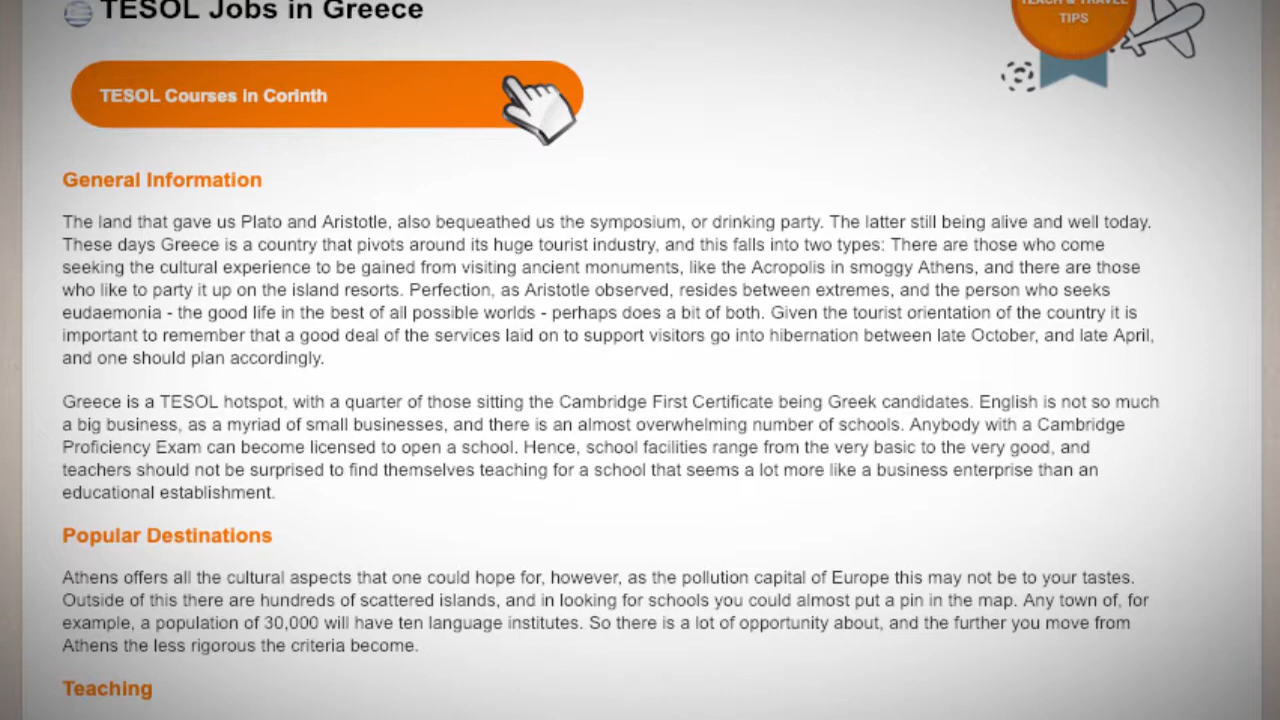 TESOL Jobs in Greece
TEACH & TRAVEL
TIPS
TESOL Courses in Corinth
General Information
The land that gave us Plato and Aristotle, also bequeathed us the symposium, or drinking party. The latter still being alive and well today.
These days Greece is a country that pivots around its huge tourist industry, and this falls into two types: There are those who come
seeking the cultural experience to be gained from visiting ancient monuments, like the Acropolis in smoggy Athens, and there are those
who like to party it up on the island resorts. Perfection, as Aristotle observed, resides between extremes, and the person who seeks
eudaemonia - the good life in the best of all possible worlds - perhaps does a bit of both. Given the tourist orientation of the country it is
important to remember that a good deal of the services laid on to support visitors go into hibernation between late October, and late April,
and one should plan accordingly.
Greece is a TESOL hotspot, with a quarter of those sitting the Cambridge First Certificate being Greek candidates. English is not so much
a big business, as a myriad of small businesses, and there is an almost overwhelming number of schools. Anybody with a Cambridge
Proficiency Exam can become licensed to open a school. Hence, school facilities range from the very basic to the very good, and
teachers should not be surprised to find themselves teaching for a school that seems a lot more like a business enterprise than an
educational establishment.
Popular Destinations
Athens offers all the cultural aspects that one could hope for, however, as the pollution capital of Europe this may not be to your tastes.
Outside of this there are hundreds of scattered islands, and in looking for schools you could almost put a pin in the map. Any town of, for
example, a population of 30,000 will have ten language institutes. So there is a lot of opportunity about, and the further you move from
Athens the less rigorous the criteria become.
Teaching